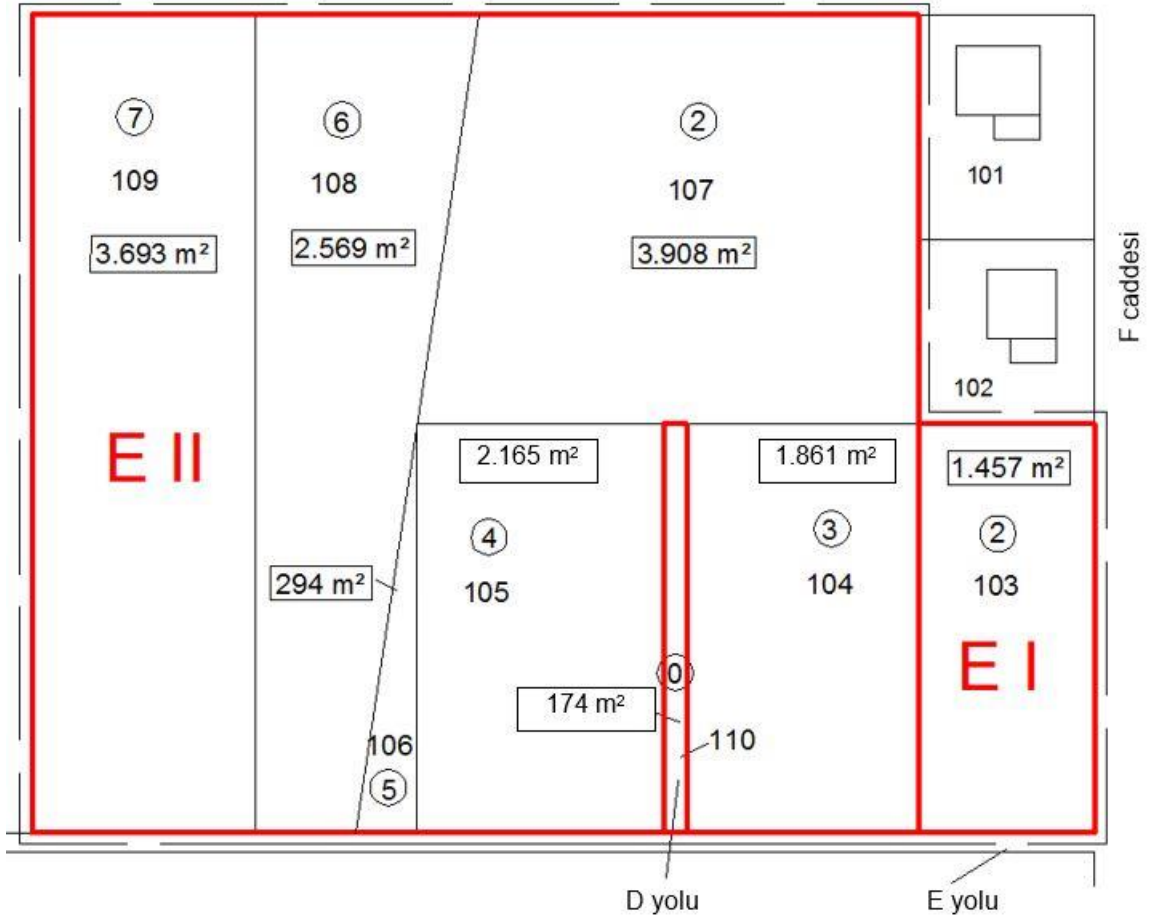 7
109
3.693 m²
6
108
2.569 m²
2
107
3.908 m²
101
102
F caddesi
E II
294 m²
106
5
2.165 m²
4
105
1.861 m²
3
104
1.457 m²
2
103
E I
0
174 m²
110
D yolu
E yolu